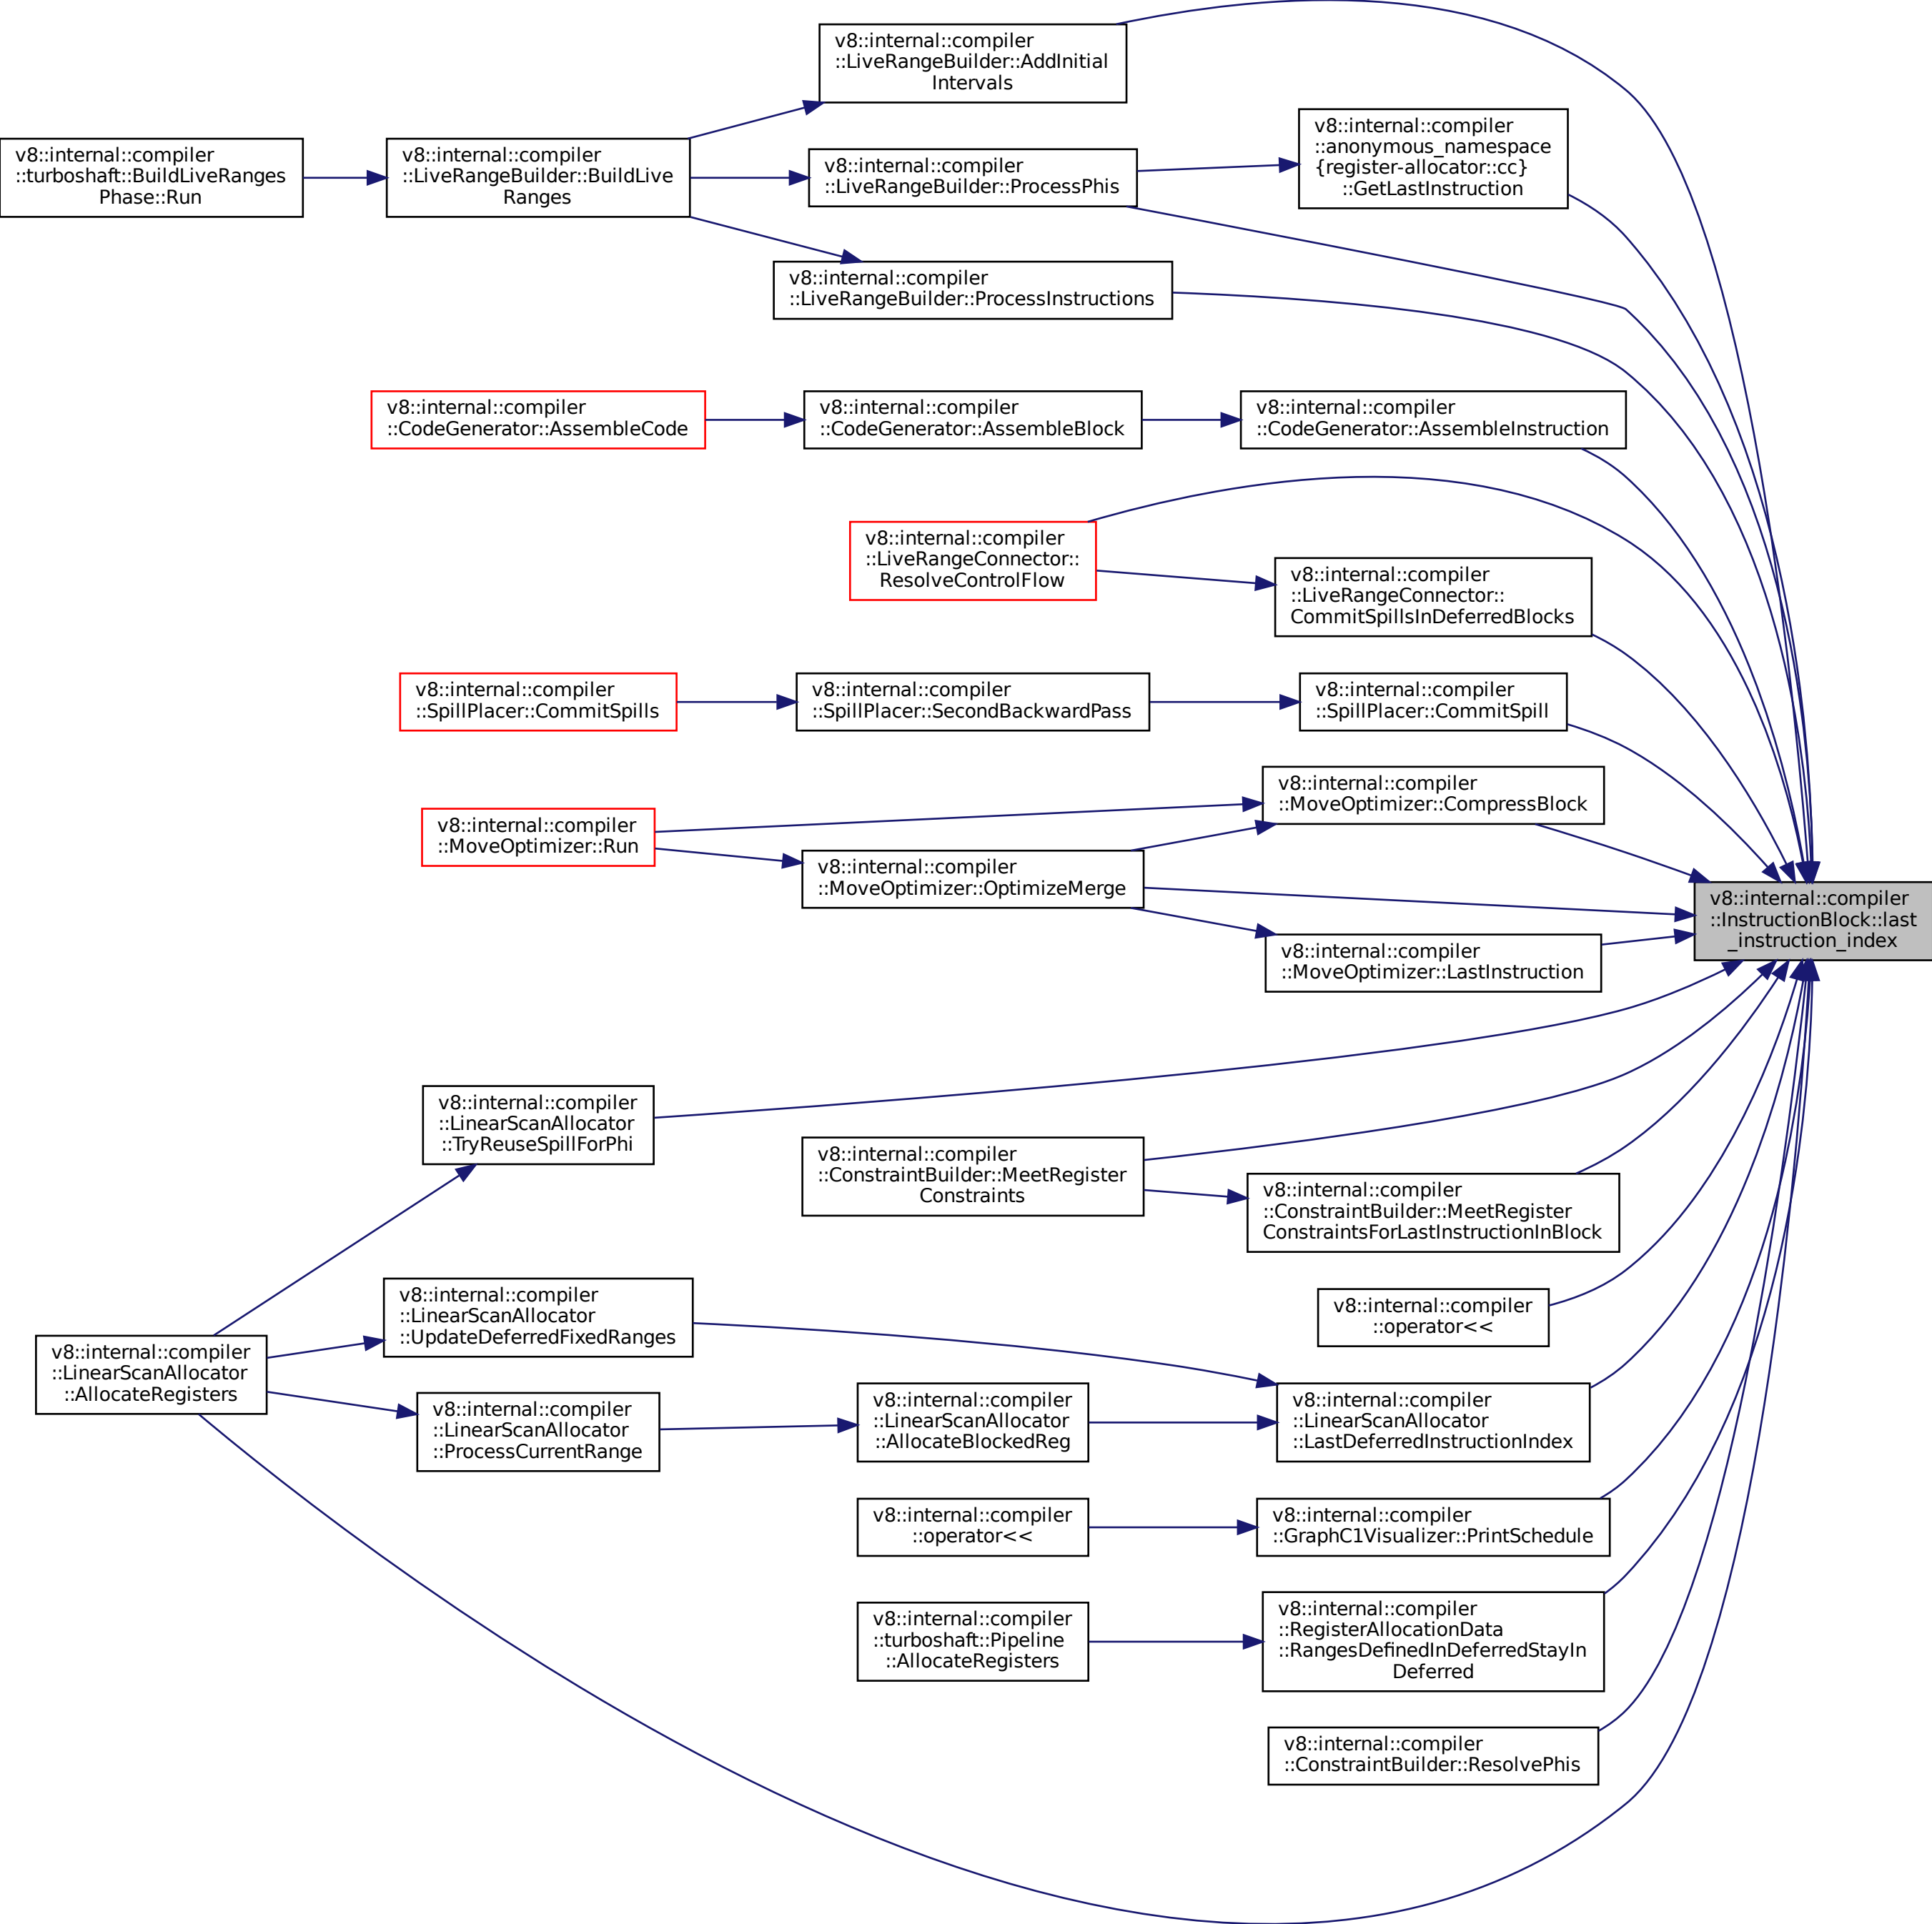 v8::internal::compiler
::LiveRangeBuilder::AddInitial
Intervals
v8::internal::compiler
::anonymous_namespace
{register-allocator::cc}
::GetLastInstruction
v8::internal::compiler
::turboshaft::BuildLiveRanges
Phase::Run
v8::internal::compiler
::LiveRangeBuilder::BuildLive
Ranges
v8::internal::compiler
::LiveRangeBuilder::ProcessPhis
v8::internal::compiler
::LiveRangeBuilder::ProcessInstructions
v8::internal::compiler
::CodeGenerator::AssembleCode
v8::internal::compiler
::CodeGenerator::AssembleBlock
v8::internal::compiler
::CodeGenerator::AssembleInstruction
v8::internal::compiler
::LiveRangeConnector::
ResolveControlFlow
v8::internal::compiler
::LiveRangeConnector::
CommitSpillsInDeferredBlocks
v8::internal::compiler
::SpillPlacer::CommitSpills
v8::internal::compiler
::SpillPlacer::SecondBackwardPass
v8::internal::compiler
::SpillPlacer::CommitSpill
v8::internal::compiler
::MoveOptimizer::CompressBlock
v8::internal::compiler
::MoveOptimizer::Run
v8::internal::compiler
::MoveOptimizer::OptimizeMerge
v8::internal::compiler
::InstructionBlock::last
_instruction_index
v8::internal::compiler
::MoveOptimizer::LastInstruction
v8::internal::compiler
::LinearScanAllocator
::TryReuseSpillForPhi
v8::internal::compiler
::ConstraintBuilder::MeetRegister
Constraints
v8::internal::compiler
::ConstraintBuilder::MeetRegister
ConstraintsForLastInstructionInBlock
v8::internal::compiler
::LinearScanAllocator
::UpdateDeferredFixedRanges
v8::internal::compiler
::operator<<
v8::internal::compiler
::LinearScanAllocator
::AllocateRegisters
v8::internal::compiler
::LinearScanAllocator
::ProcessCurrentRange
v8::internal::compiler
::LinearScanAllocator
::AllocateBlockedReg
v8::internal::compiler
::LinearScanAllocator
::LastDeferredInstructionIndex
v8::internal::compiler
::operator<<
v8::internal::compiler
::GraphC1Visualizer::PrintSchedule
v8::internal::compiler
::turboshaft::Pipeline
::AllocateRegisters
v8::internal::compiler
::RegisterAllocationData
::RangesDefinedInDeferredStayIn
Deferred
v8::internal::compiler
::ConstraintBuilder::ResolvePhis